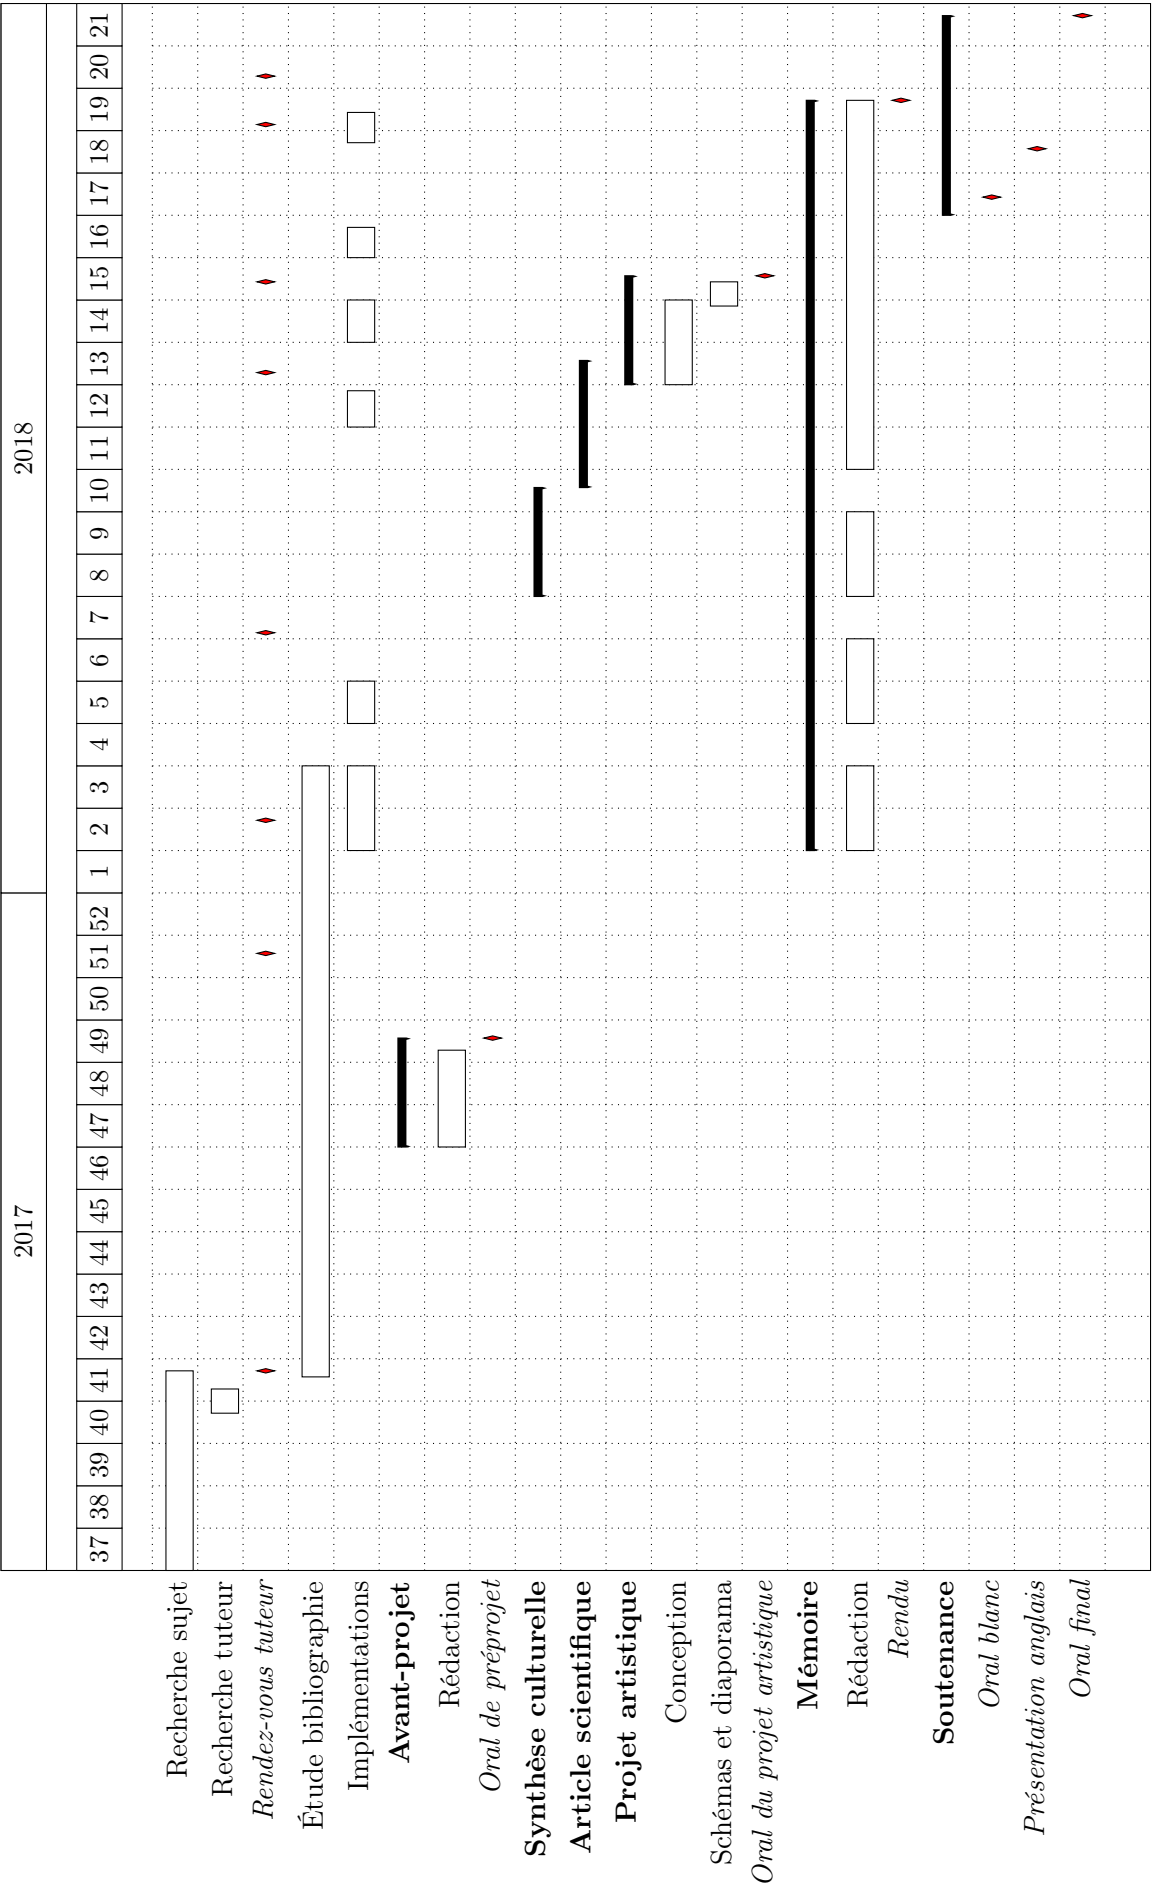 2017 2018
37 38 39 40 41 42 43 44 45 46 47 48 49 50 51 52 1 2 3 4 5 6 7 8 9 10 11 12 13 14 15 16 17 18 19 20 21
Recherche sujet
Recherche tuteur
Rendez-vous tuteur
Étude bibliographie
Implémentations
Avant-projet
Rédaction
Oral de préprojet
Synthèse culturelle
Article scientifique
Projet artistique
Conception
Schémas et diaporama
Oral du projet artistique
Mémoire
Rédaction
Rendu
Soutenance
Oral blanc
Présentation anglais
Oral final